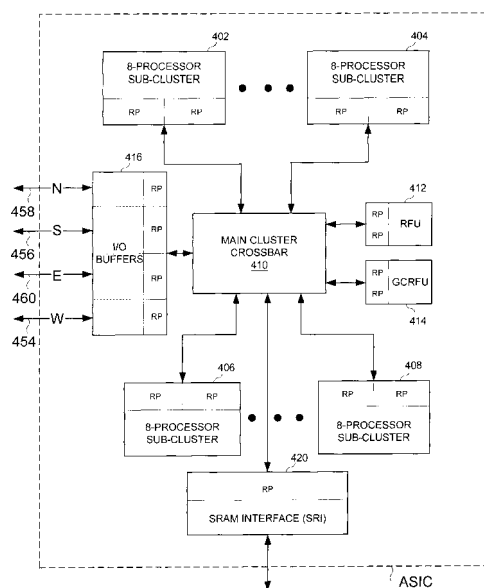 402
404
8-PROCESSOR
SUB-CLUSTER
RP RP
8-PROCESSOR
SUB-CLUSTER
RP RP
416
N
458
S
456
E
460
W
454
I/O
BUFFERS
RP
RP
RP
RP
MAIN CLUSTER
CROSSBAR
410
412
RP
RP
RFU
RP
RP
GCRFU
414
406
RP RP
8-PROCESSOR
SUB-CLUSTER
408
RP RP
8-PROCESSOR
SUB-CLUSTER
420
RP
SRAM INTERFACE (SRI)
ASIC